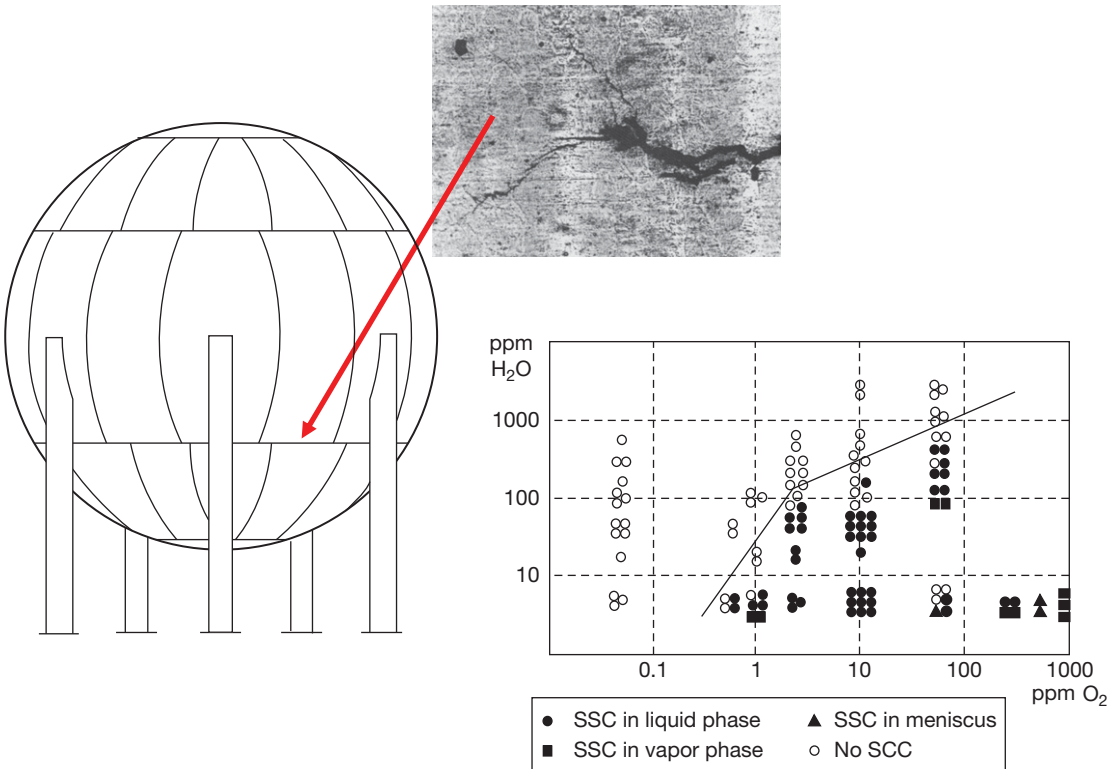 ppm
H₂O
1000
100
10
0.1 1 10 100 1000
ppm O₂
● SSC in liquid phase ▲ SSC in meniscus
■ SSC in vapor phase ○ No SCC